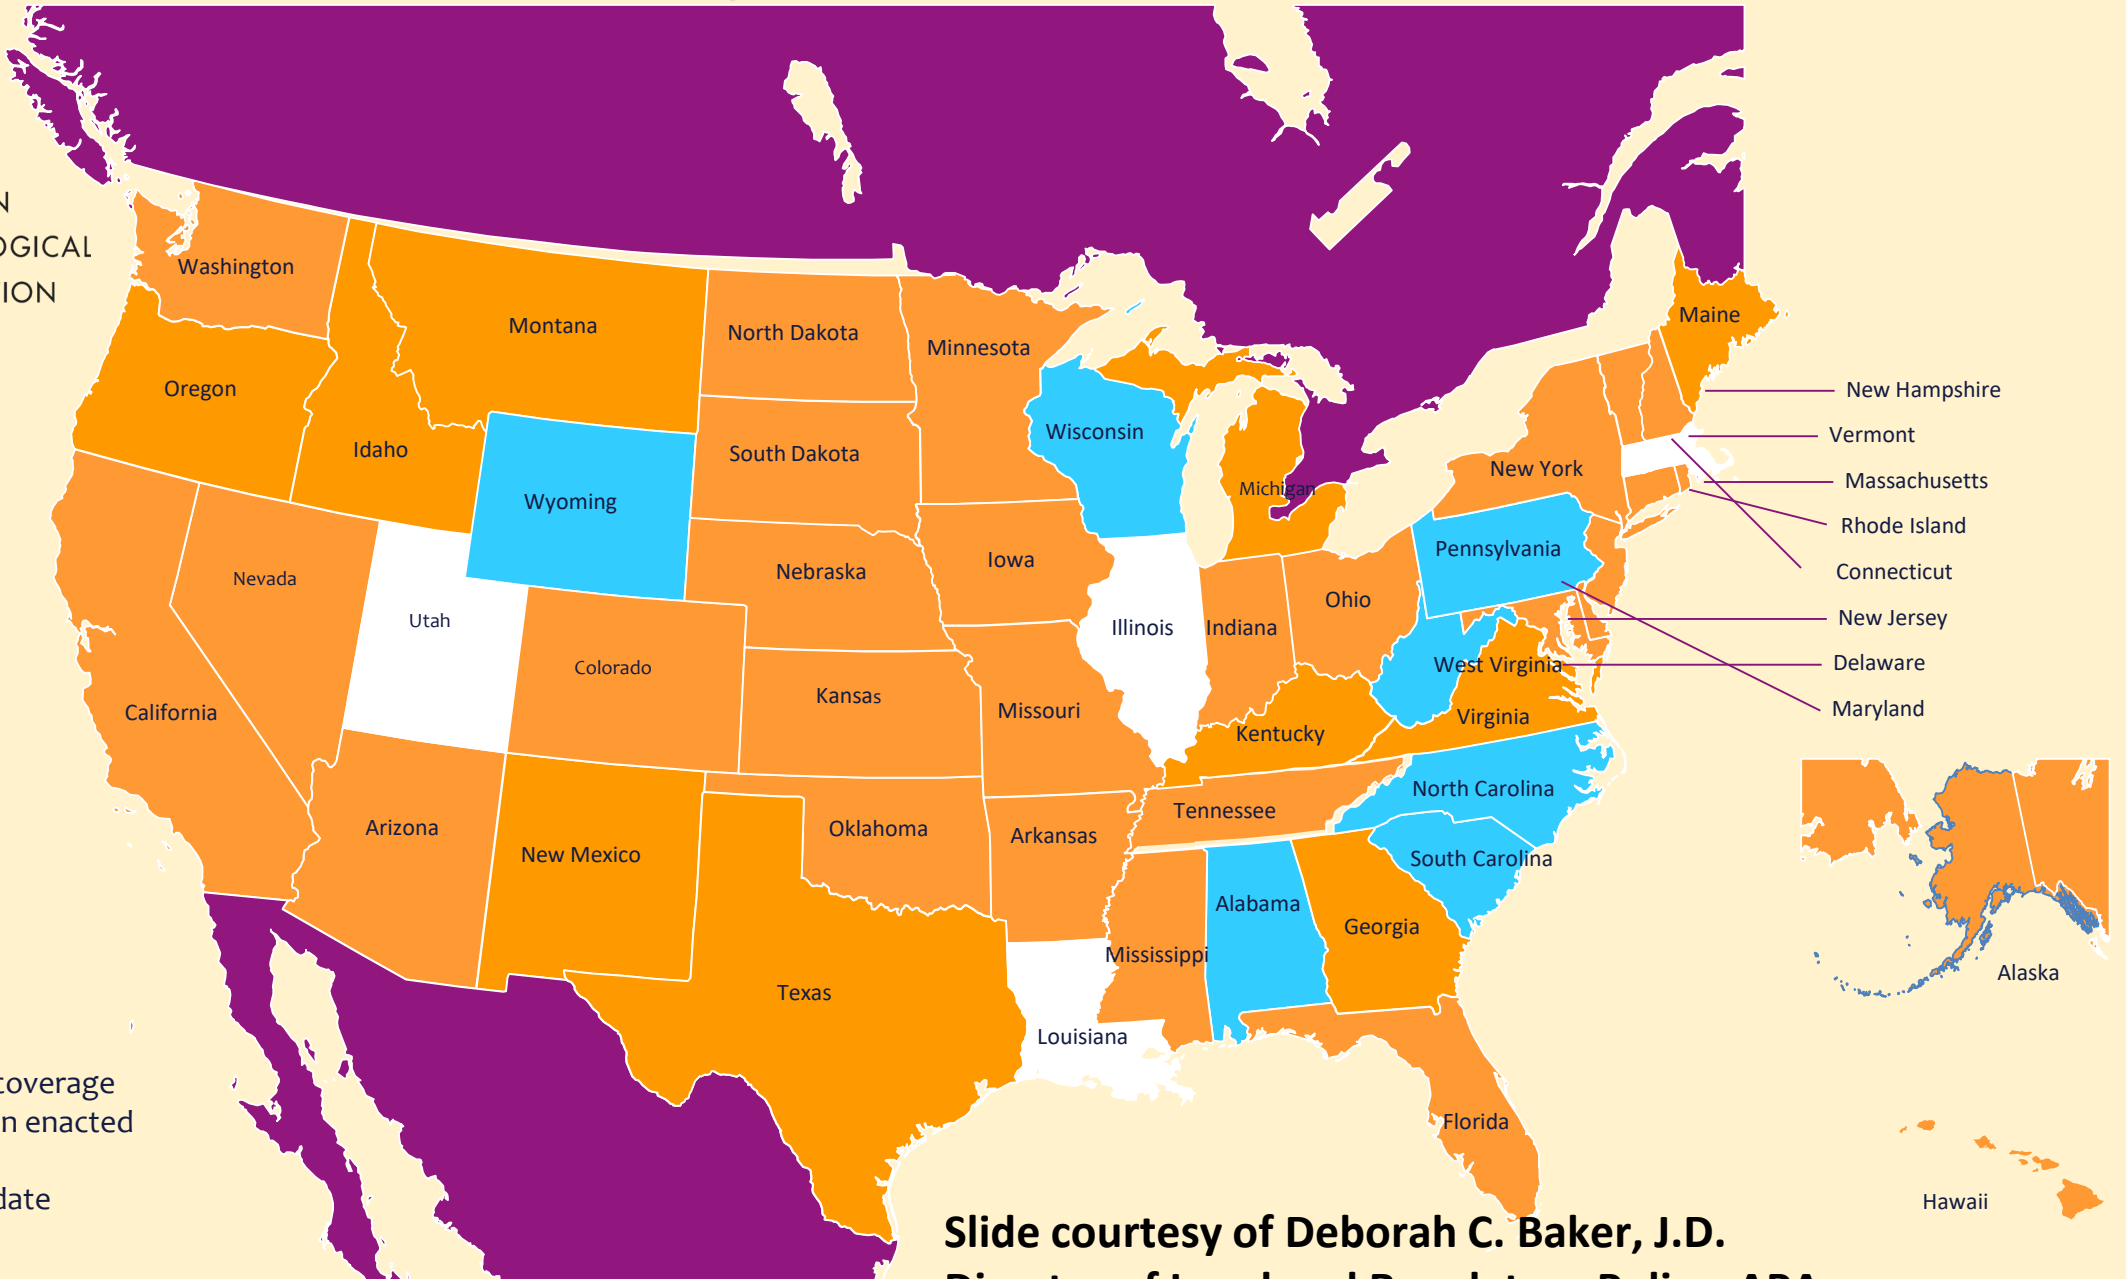 N
OGICAL
TION
Washington
Montana
North Dakota
Minnesota
Maine
Oregon
Idaho
Wyoming
South Dakota
Wisconsin
Michigan
New York
New Hampshire
Vermont
Massachusetts
Rhode Island
Connecticut
New Jersey
Delaware
Maryland
Nevada
Utah
Colorado
Nebraska
Iowa
Illinois
Indiana
Ohio
Pennsylvania
West Virginia
Virginia
California
Kansas
Missouri
Kentucky
North Carolina
Tennessee
South Carolina
Arizona
New Mexico
Oklahoma
Arkansas
Texas
Louisiana
Mississippi
Alabama
Georgia
Florida
Alaska
Hawaii
coverage
n enacted
date
Slide courtesy of Deborah C. Baker, J.D.